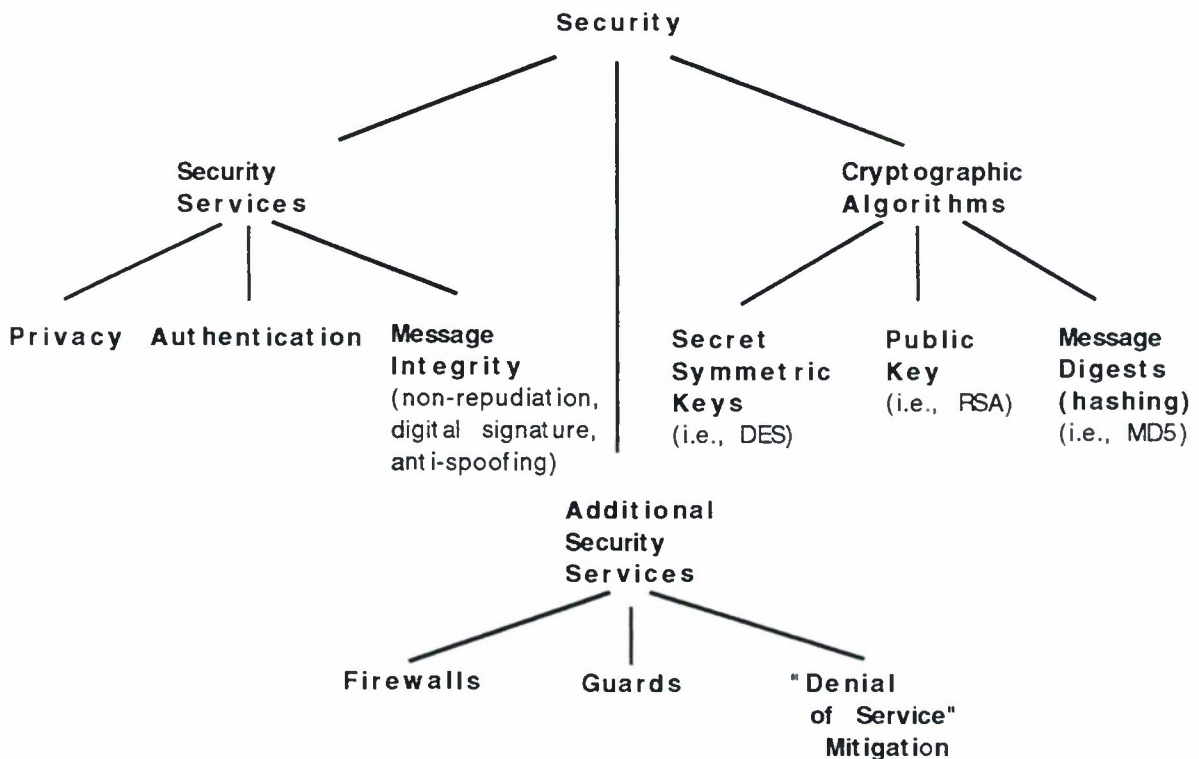 Security
Security
Services
Cryptographic
Algorithms
Privacy
Authentication
Message
Integrity
(non-repudiation,
digital signature,
anti-spoofing)
Secret
Symmetric
Keys
(i.e., DES)
Public
Key
(i.e., RSA)
Message
Digests
(hashing)
(i.e., MD5)
Additional
Security
Services
Firewalls
Guards
"Denial
of Service"
Mitigation